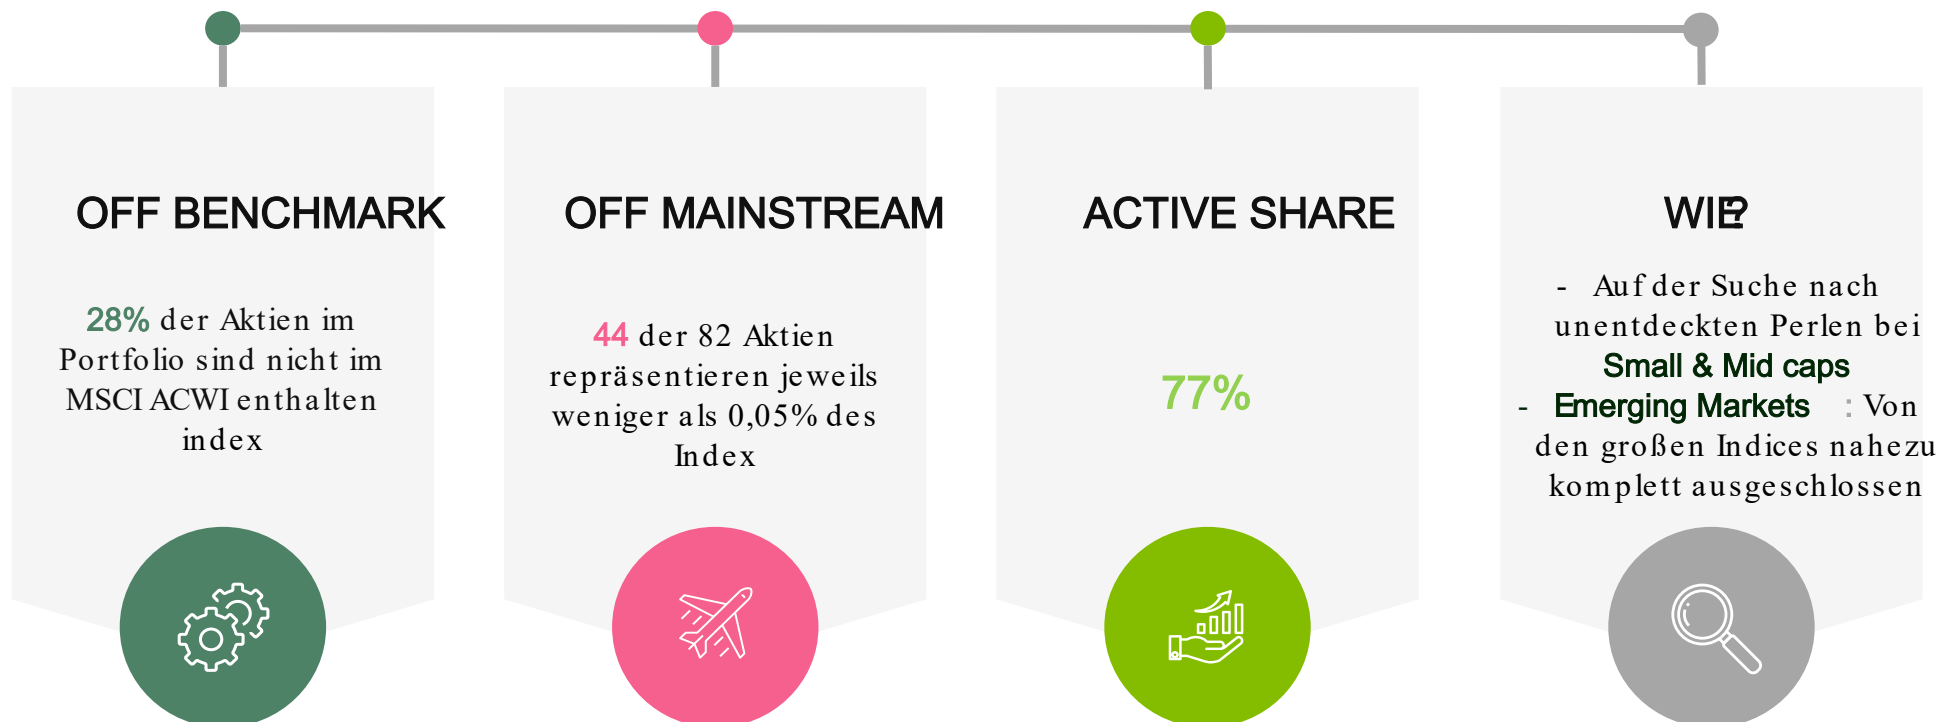 OFF BENCHMARK
28% der Aktien im
Portfolio sind nicht im
MSCI ACWI enthalten
index
OFF MAINSTREAM
44 der 82 Aktien
repräsentieren jeweils
weniger als 0,05% des
Index
ACTIVE SHARE
77%
WIE?
- Auf der Suche nach
unentdeckten Perlen bei
Small & Mid caps
- Emerging Markets : Von
den großen Indices nahezu
komplett ausgeschlossen